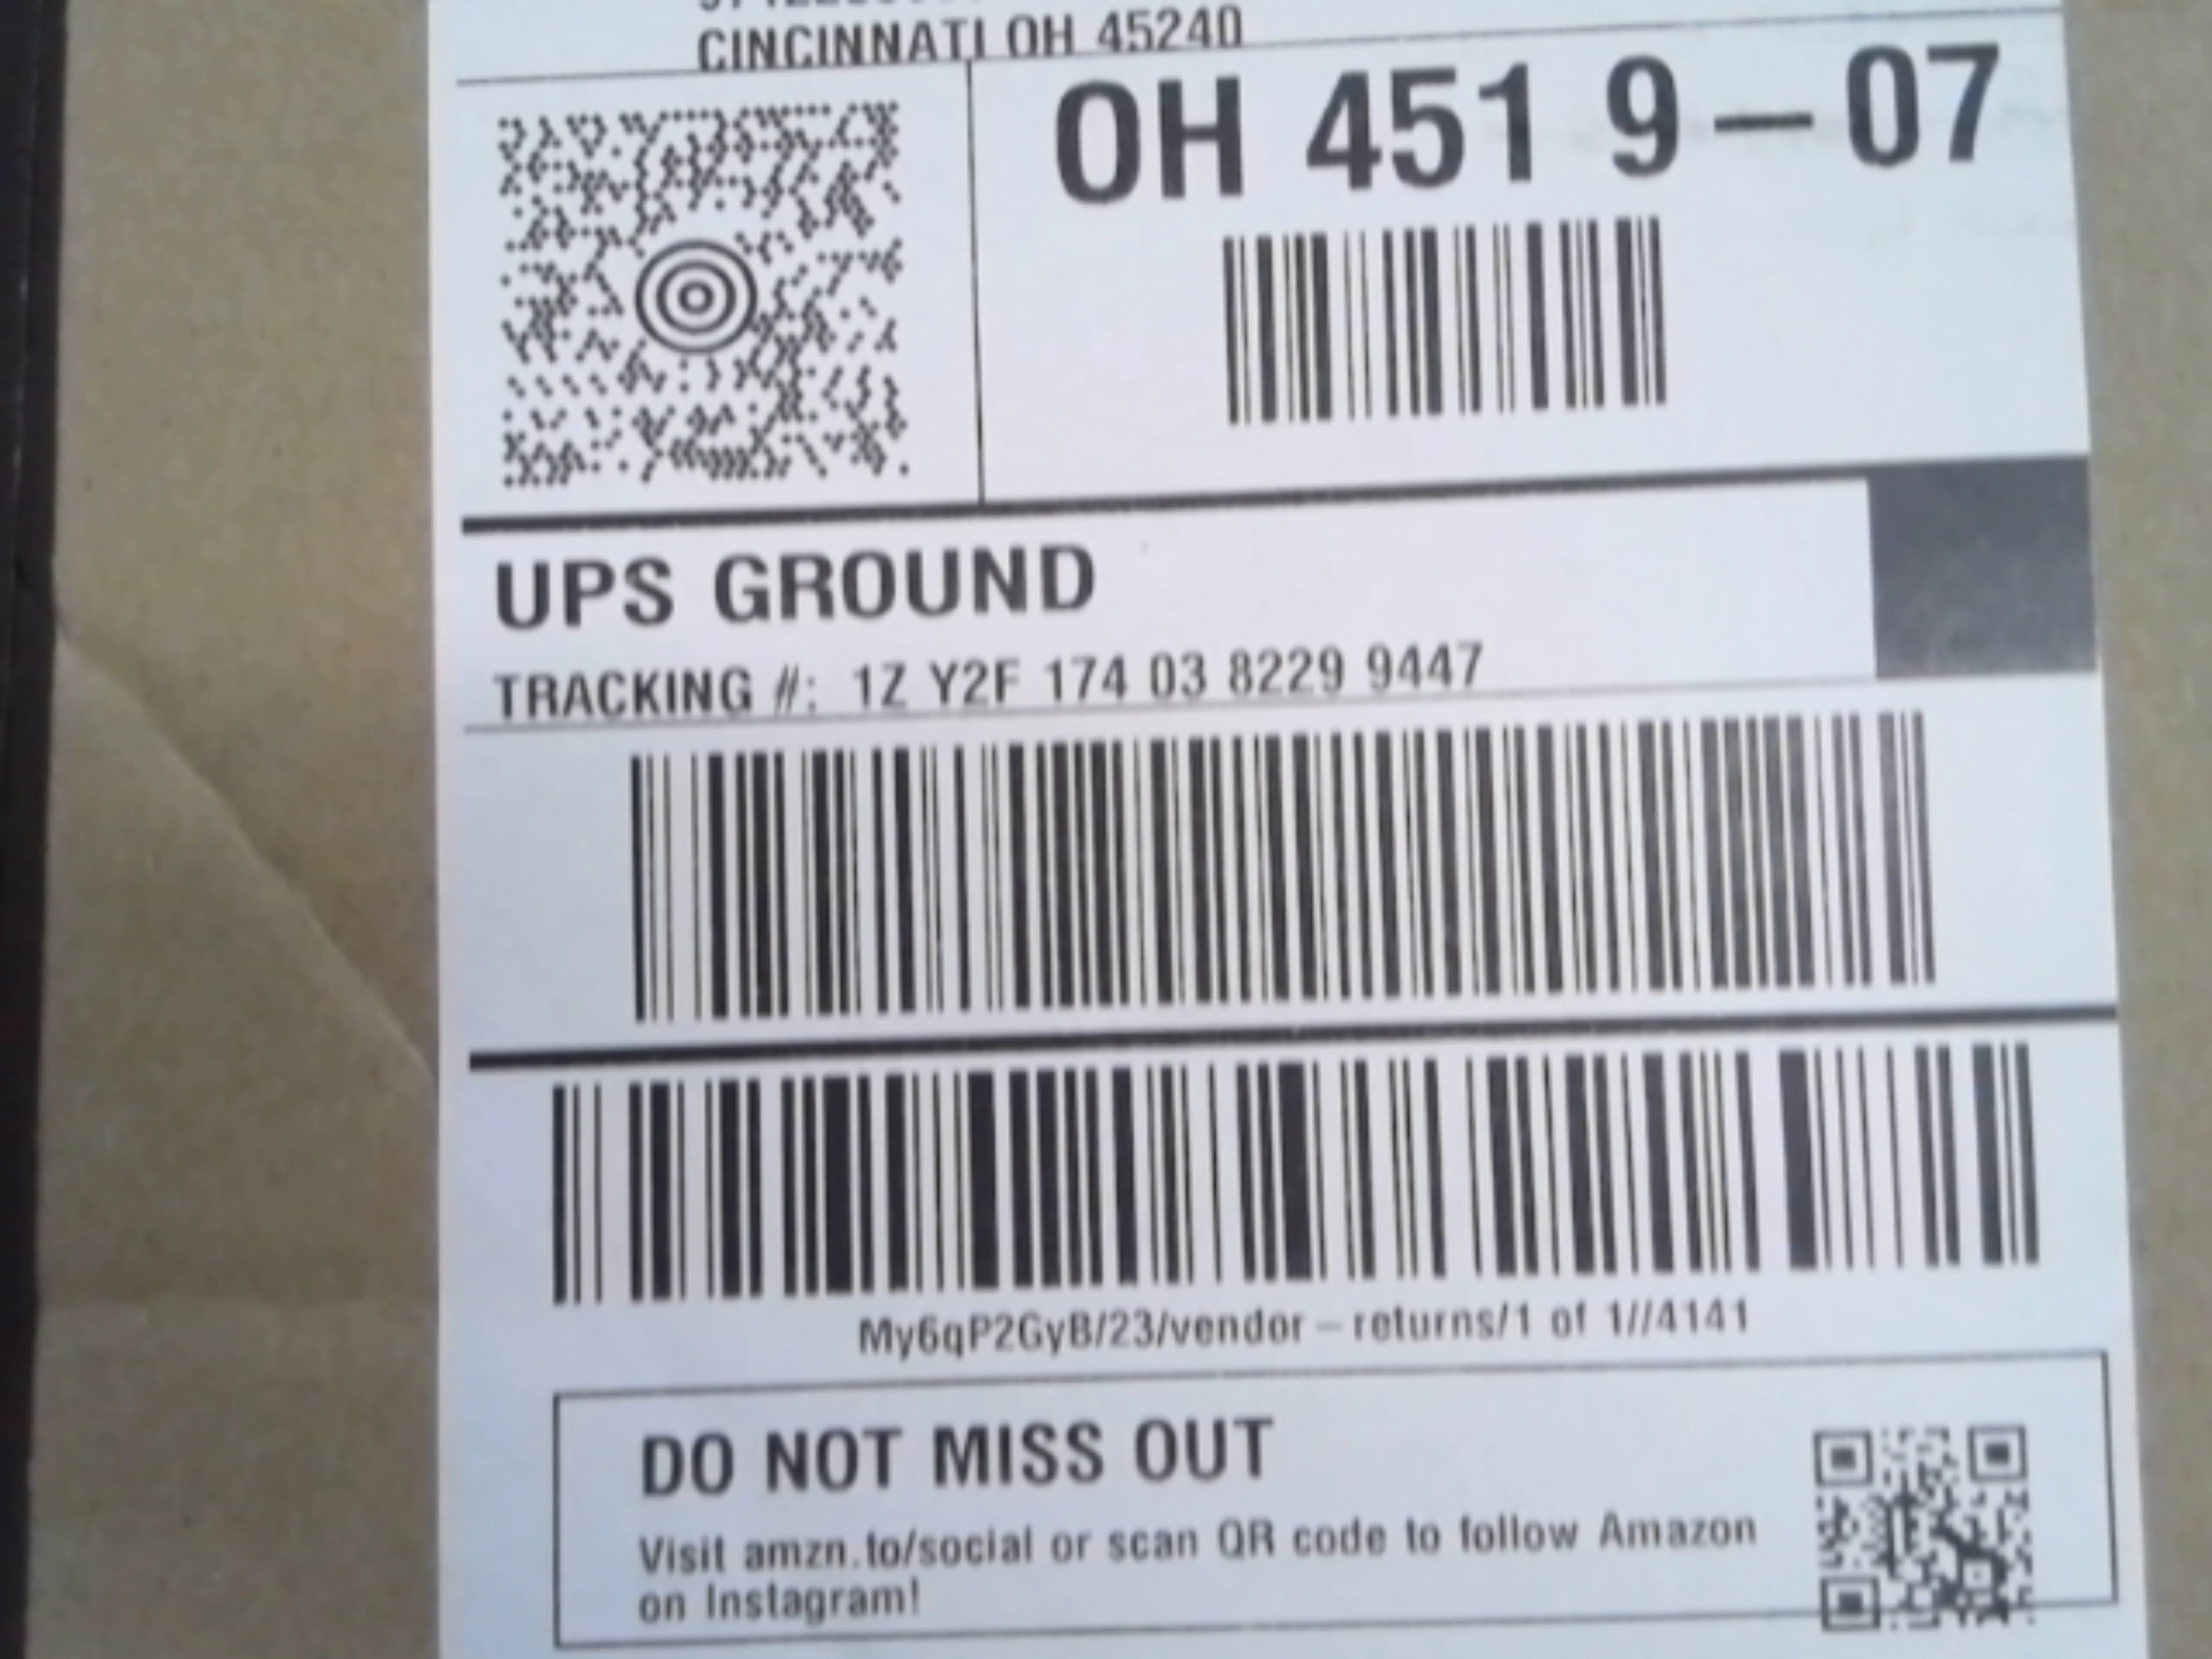 CINCINNATI OH 45240
OH 451 9-07
UPS GROUND
TRACKING #: 1Z Y2F 174 03 8229 9447
My6qP2GyB/23/vendor-returns/1 of 1//4141
DO NOT MISS OUT
Visit amzn.to/social or scan QR code to follow Amazon
on Instagram!